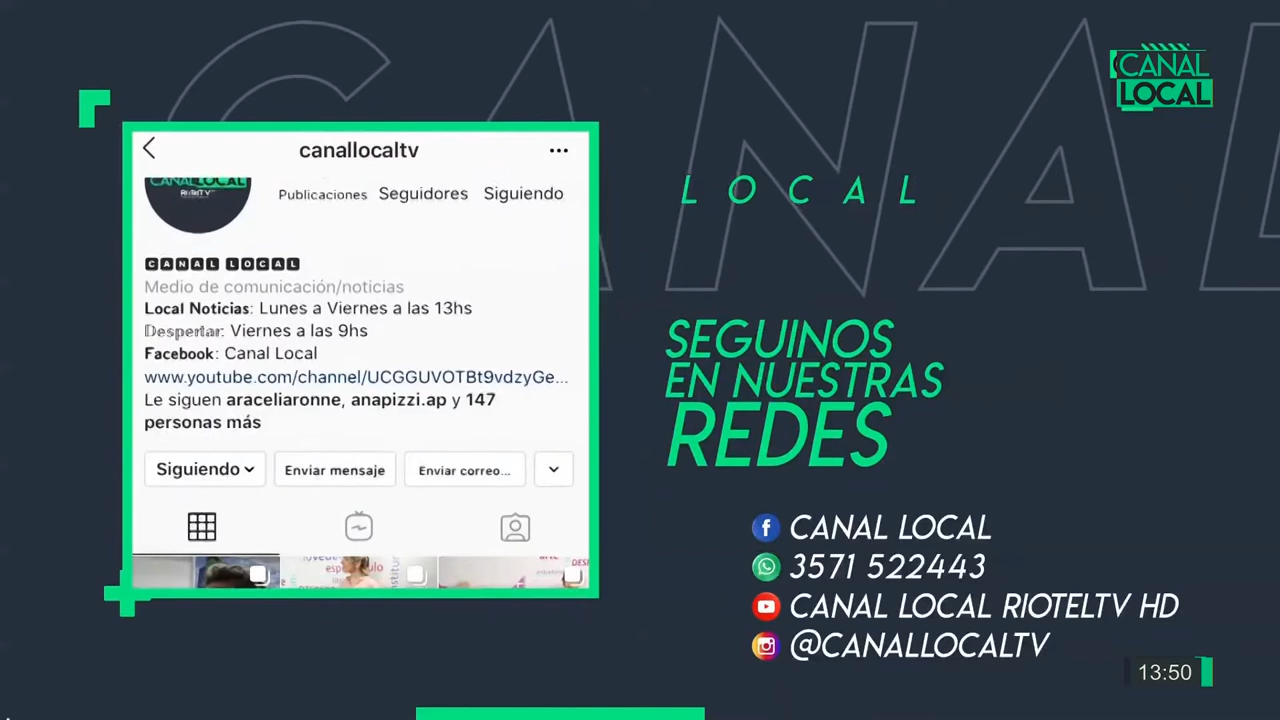 CANAL
CANAL
LOCAL
canallocaltv
CANAL LOCAL
RIOTELTV
Publicaciones Seguidores Siguiendo
CANAL LOCAL
Medio de comunicación/noticias
Local Noticias: Lunes a Viernes a las 13hs
Despertar: Viernes a las 9hs
Facebook: Canal Local
www.youtube.com/channel/UCGGUVOTBt9vdzyGe...
Le siguen araceliaronne, anapizzi.ap y 147
personas más
Siguiendo
Enviar mensaje
Enviar correo...
LOCAL
SEGUINOS
EN NUESTRAS
REDES
CANAL LOCAL
3571 522443
CANAL LOCAL RIOTELTV HD
@CANALLOCALTV
13:50